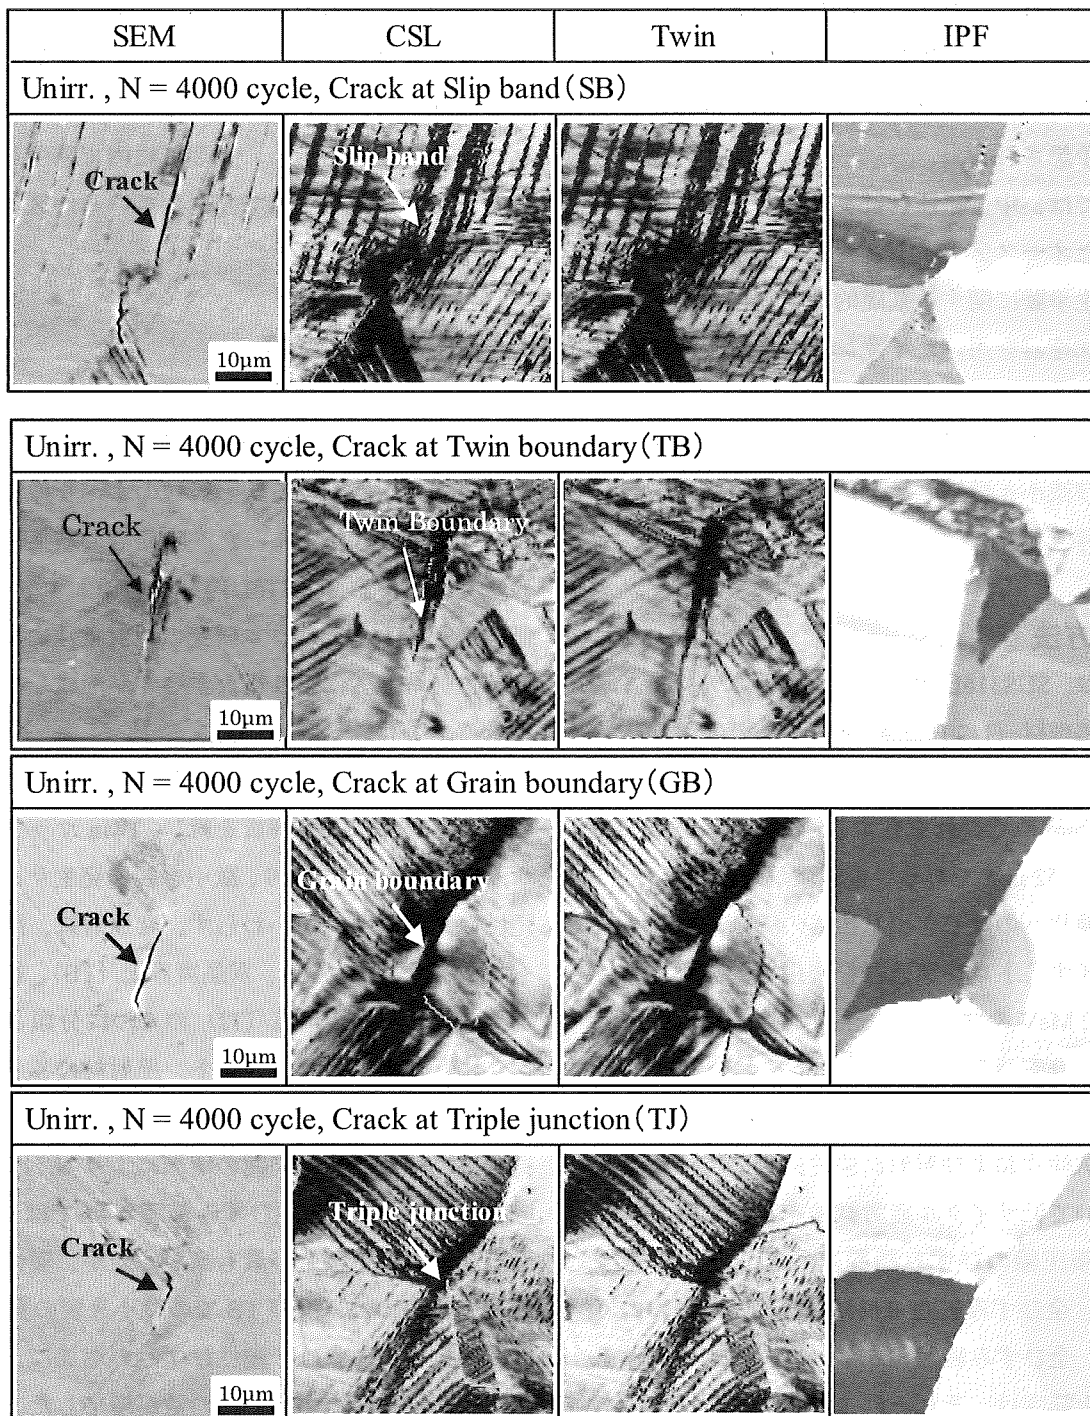 SEM CSL Twin IPF
Unirr. , N = 4000 cycle, Crack at Slip band(SB)
Crack
Slip band
10μm
Unirr. , N = 4000 cycle, Crack at Twin boundary(TB)
Crack
Twin Boundary
10μm
Unirr. , N = 4000 cycle, Crack at Grain boundary(GB)
Crack
Grain boundary
10μm
Unirr. , N = 4000 cycle, Crack at Triple junction(TJ)
Crack
Triple junction
10μm